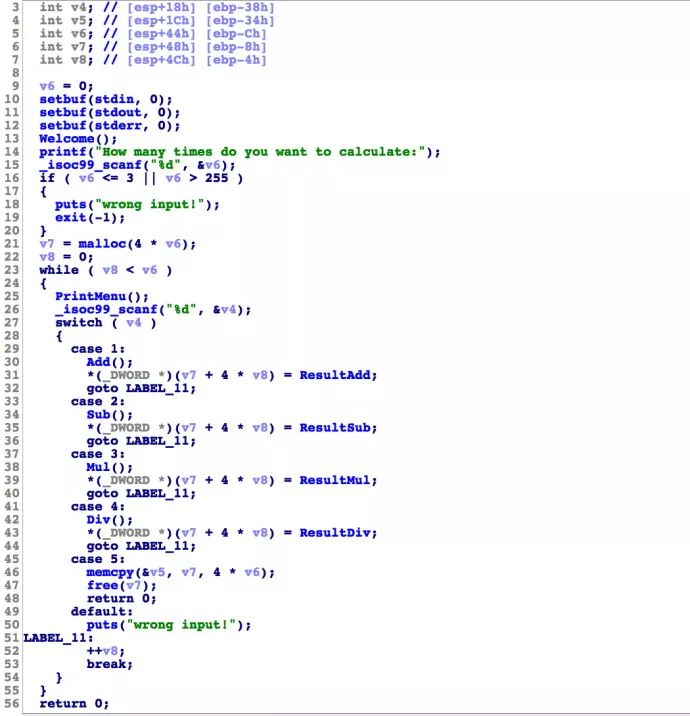 3 int v4; // [esp+18h] [ebp-38h]
4 int v5; // [esp+1Ch] [ebp-34h]
5 int v6; // [esp+44h] [ebp-Ch]
6 int v7; // [esp+48h] [ebp-8h]
7 int v8; // [esp+4Ch] [ebp-4h]
8
9 v6 = 0;
10 setbuf(stdin, 0);
11 setbuf(stdout, 0);
12 setbuf(stderr, 0);
13 Welcome();
14 printf("How many times do you want to calculate:");
15 _isoc99_scanf("%d", &v6);
16 if ( v6 <= 3 || v6 > 255 )
17 {
18 puts("wrong input!");
19 exit(-1);
20 }
21 v7 = malloc(4 * v6);
22 v8 = 0;
23 while ( v8 < v6 )
24 {
25 PrintMenu();
26 _isoc99_scanf("%d", &v4);
27 switch ( v4 )
28 {
29 case 1:
30 Add();
31 *(_DWORD *)(v7 + 4 * v8) = ResultAdd;
32 goto LABEL_11;
33 case 2:
34 Sub();
35 *(_DWORD *)(v7 + 4 * v8) = ResultSub;
36 goto LABEL_11;
37 case 3:
38 Mul();
39 *(_DWORD *)(v7 + 4 * v8) = ResultMul;
40 goto LABEL_11;
41 case 4:
42 Div();
43 *(_DWORD *)(v7 + 4 * v8) = ResultDiv;
44 goto LABEL_11;
45 case 5:
46 memcpy(&v5, v7, 4 * v6);
47 free(v7);
48 return 0;
49 default:
50 puts("wrong input!");
51 LABEL_11:
52 ++v8;
53 break;
54 }
55 }
56 return 0;